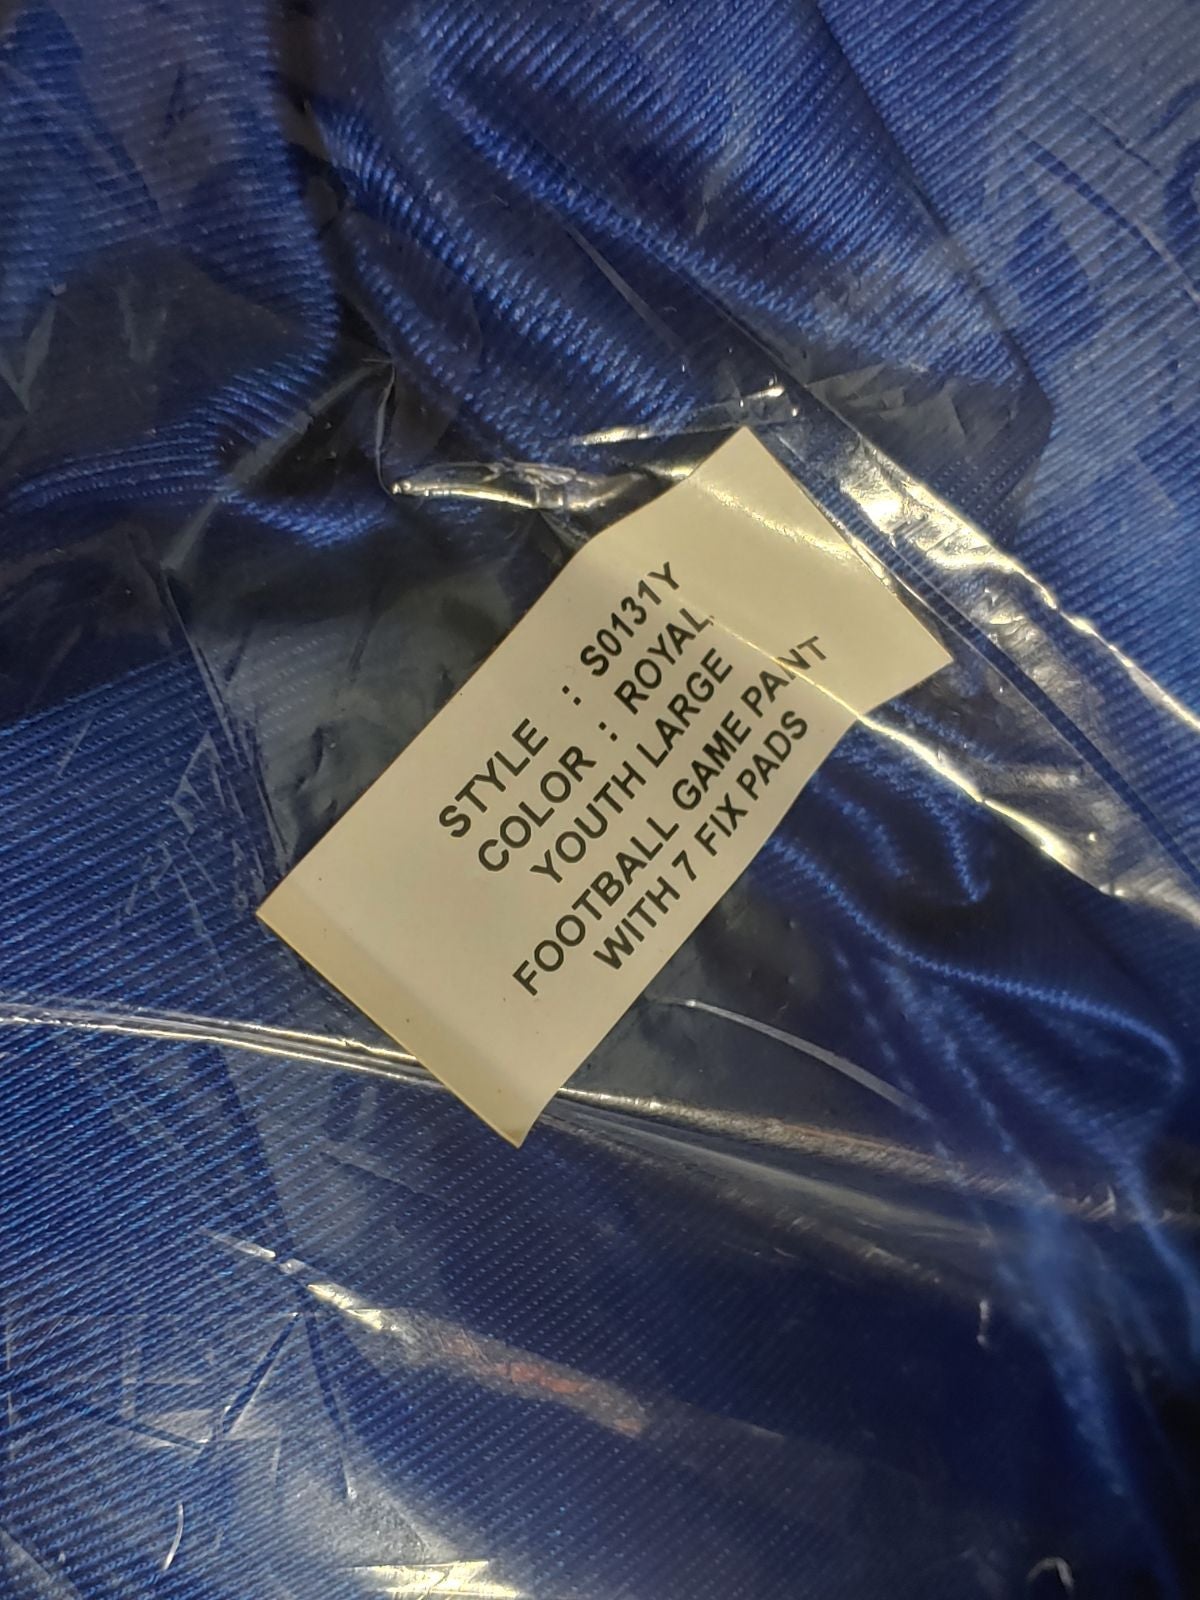 STYLE : S0131Y
COLOR : ROYAL
YOUTH LARGE
FOOTBALL GAME PANT
WITH 7 FIX PADS